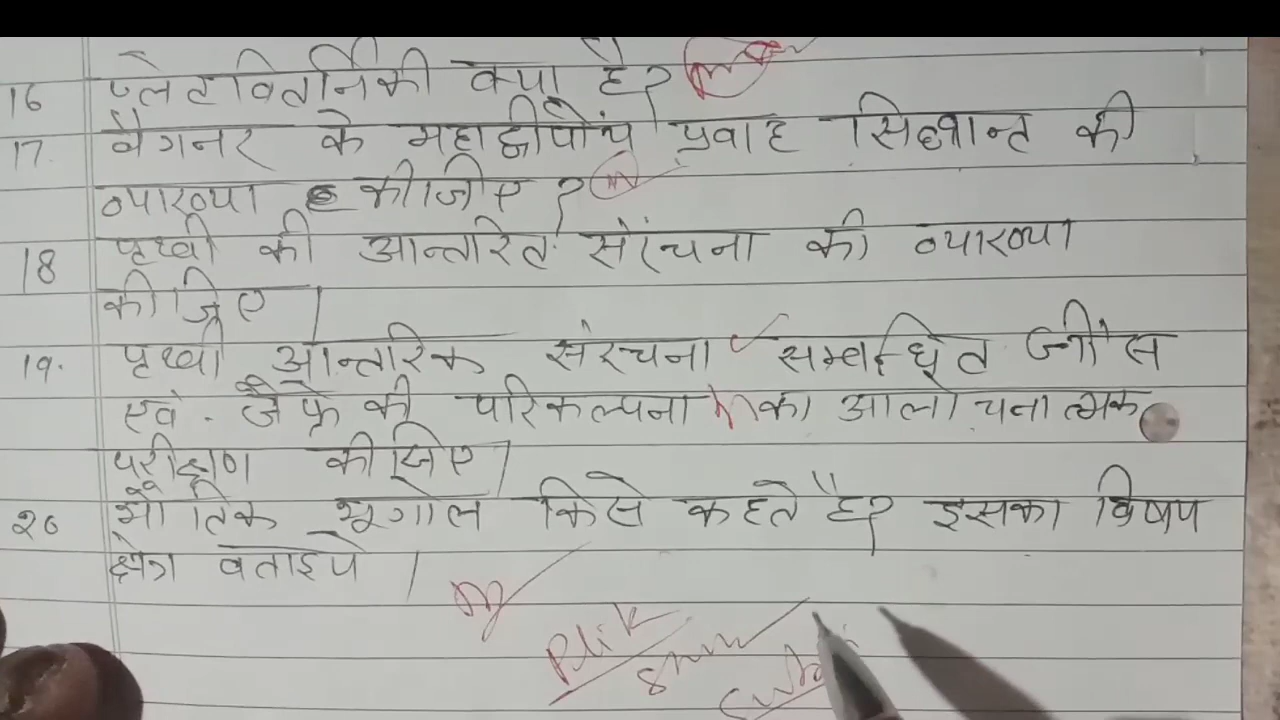 16 प्लेटविर्तनिकी क्या है?
17. वैगनर के महाद्वीपीय प्रवाह सिद्धान्त की
व्याख्या कीजिए?
18 पृथ्वी की आन्तरित संरचना की व्याख्या
कीजिए।
19. पृथ्वी आन्तरिक संरचना सम्बन्धित
एवं जैफ्रे की परिकल्पना का आलोचनात्मक
परीक्षण कीजिए।
20 भौतिक भूगोल किसे कहते है? इसका विषय
क्षेत्र बताइये।